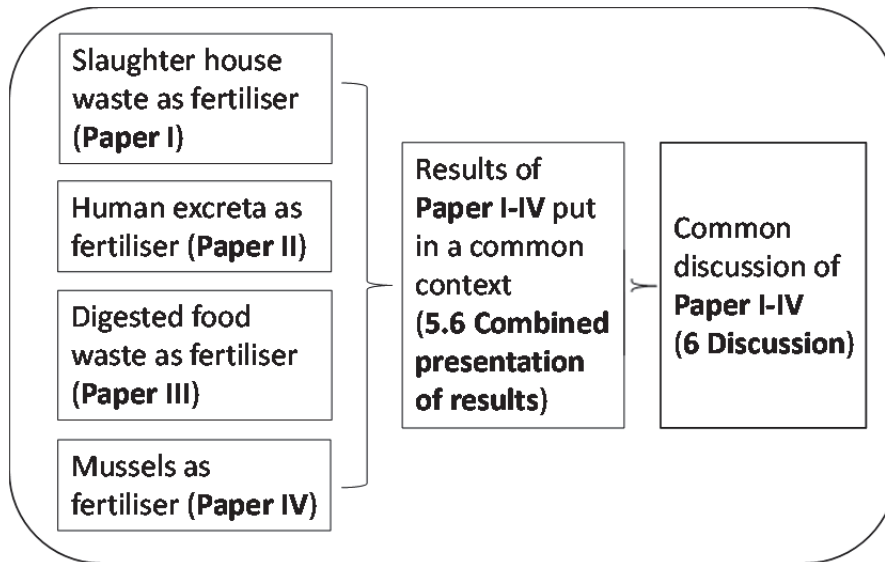 Slaughter house
waste as fertiliser
(Paper I)
Human excreta as
fertiliser (Paper II)
Digested food
waste as fertiliser
(Paper III)
Mussels as
fertiliser (Paper IV)
Results of
Paper I-IV put
in a common
context
(5.6 Combined
presentation
of results)
Common
discussion of
Paper I-IV
(6 Discussion)